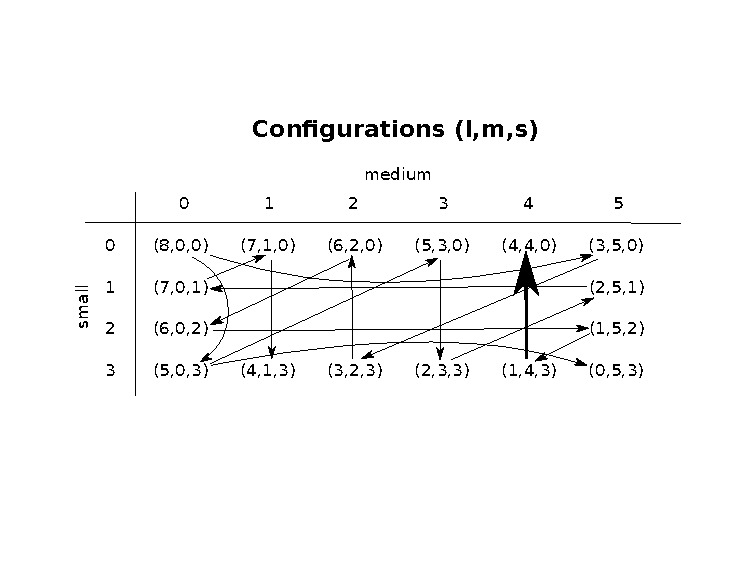 Configurations (l,m,s)
medium
0 1 2 3 4 5
small
0 (8,0,0) (7,1,0) (6,2,0) (5,3,0) (4,4,0) (3,5,0)
1 (7,0,1) (2,5,1)
2 (6,0,2) (1,5,2)
3 (5,0,3) (4,1,3) (3,2,3) (2,3,3) (1,4,3) (0,5,3)